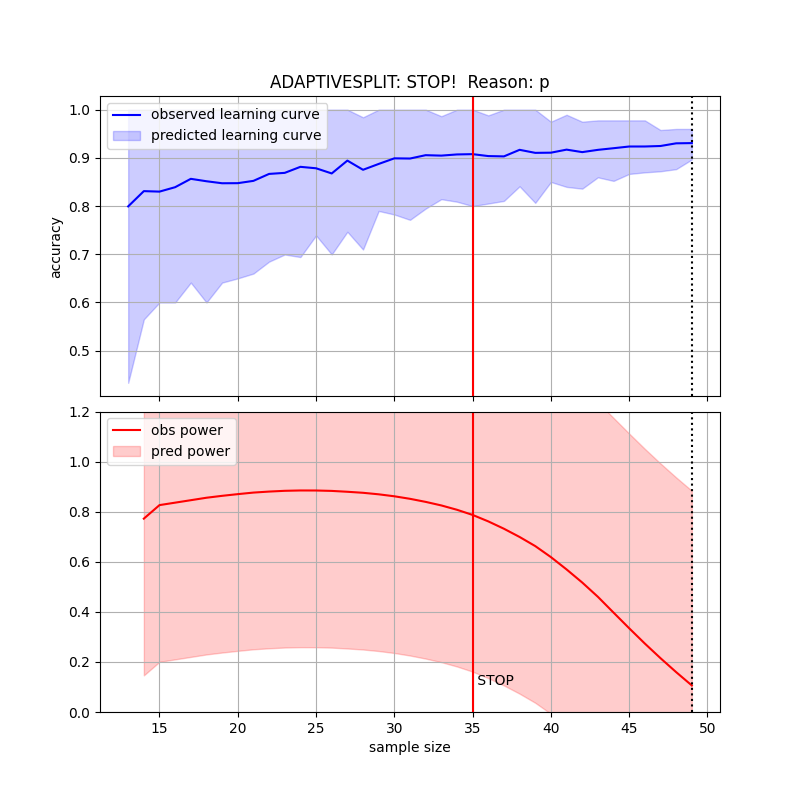 ADAPTIVESPLIT: STOP!  Reason: p
observed learning curve
predicted learning curve
1.0
0.9
0.8
0.7
0.6
0.5
accuracy
obs power
pred power
1.2
1.0
0.8
0.6
0.4
0.2
0.0
STOP
15 20 25 30 35 40 45 50
sample size